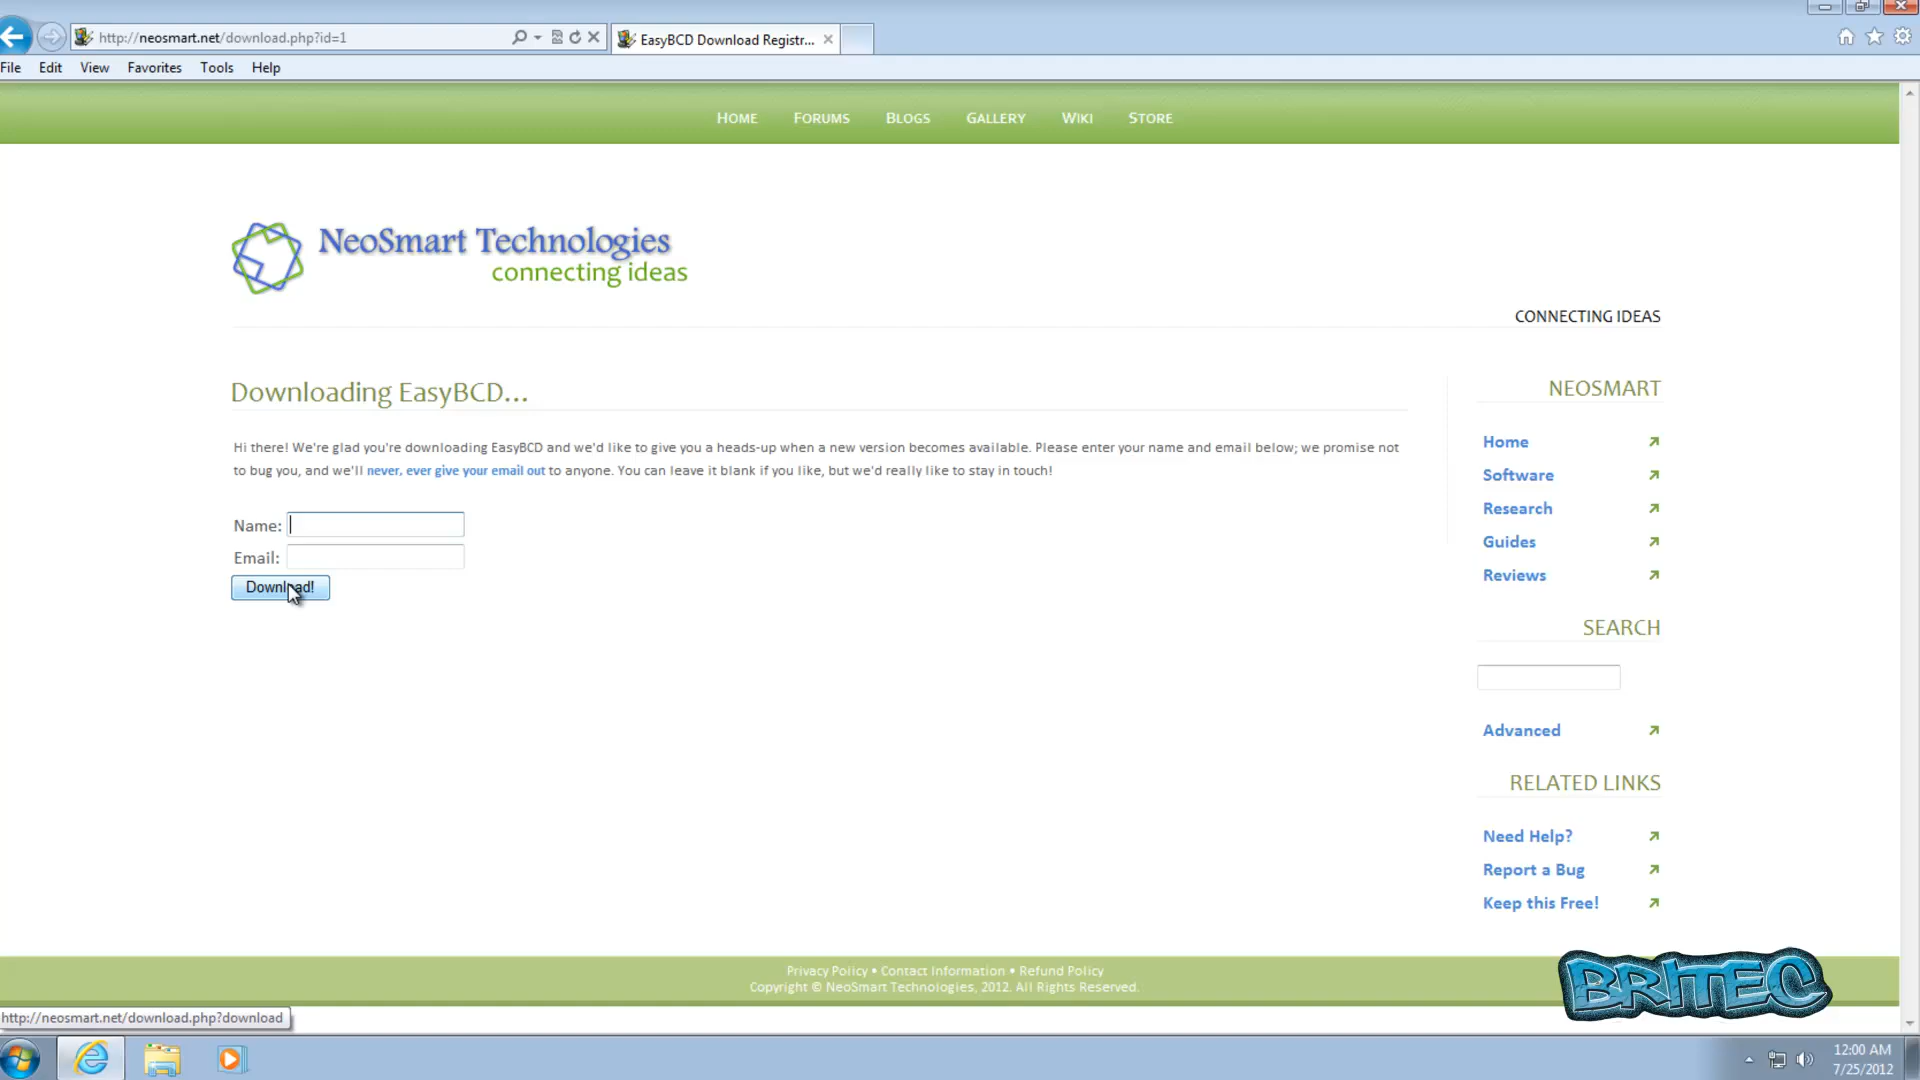 http://neosmart.net/download.php?id=1
EasyBCD Download Registr...
File Edit View Favorites Tools Help
HOME FORUMS BLOGS GALLERY WIKI STORE
NeoSmart Technologies
connecting ideas
CONNECTING IDEAS
Downloading EasyBCD...
Hi there! We're glad you're downloading EasyBCD and we'd like to give you a heads-up when a new version becomes available. Please enter your name and email below; we promise not
to bug you, and we'll never, ever give your email out to anyone. You can leave it blank if you like, but we'd really like to stay in touch!
Name:
Email:
Download!
NEOSMART
Home
Software
Research
Guides
Reviews
SEARCH
Advanced
RELATED LINKS
Need Help?
Report a Bug
Keep this Free!
Privacy Policy • Contact Information • Refund Policy
Copyright © NeoSmart Technologies, 2012. All Rights Reserved.
BRITEC
http://neosmart.net/download.php?download
12:00 AM
7/25/2012